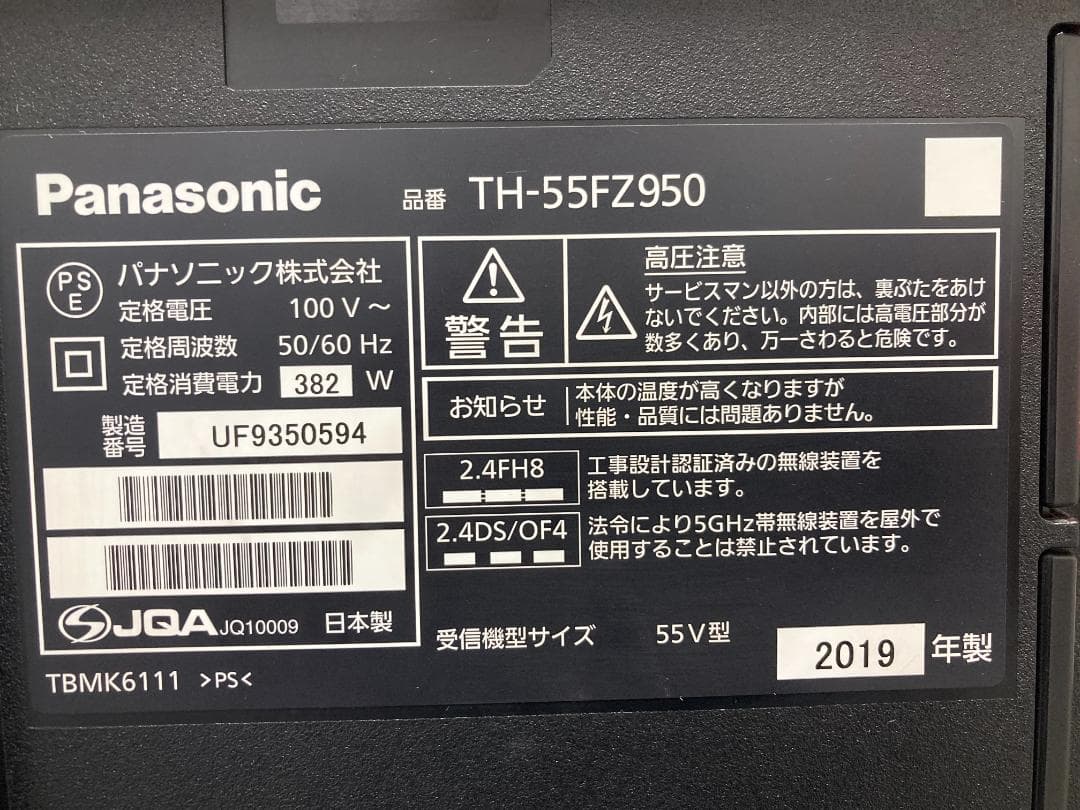 Panasonic 品番 TH-55FZ950
PS
E
パナソニック株式会社
定格電圧 100 V ～
定格周波数 50/60 Hz
定格消費電力 382 W
製造
番号 UF9350594
JQA JQ10009 日本製
TBMK6111 >PS<
警告
高圧注意
サービスマン以外の方は、裏ぶたをあけ
ないでください。内部には高電圧部分が
数多くあり、万一さわると危険です。
お知らせ
本体の温度が高くなりますが
性能・品質には問題ありません。
2.4FH8
工事設計認証済みの無線装置を
搭載しています。
2.4DS/OF4
法令により5GHz帯無線装置を屋外で
使用することは禁止されています。
受信機型サイズ 55V型
2019 年製